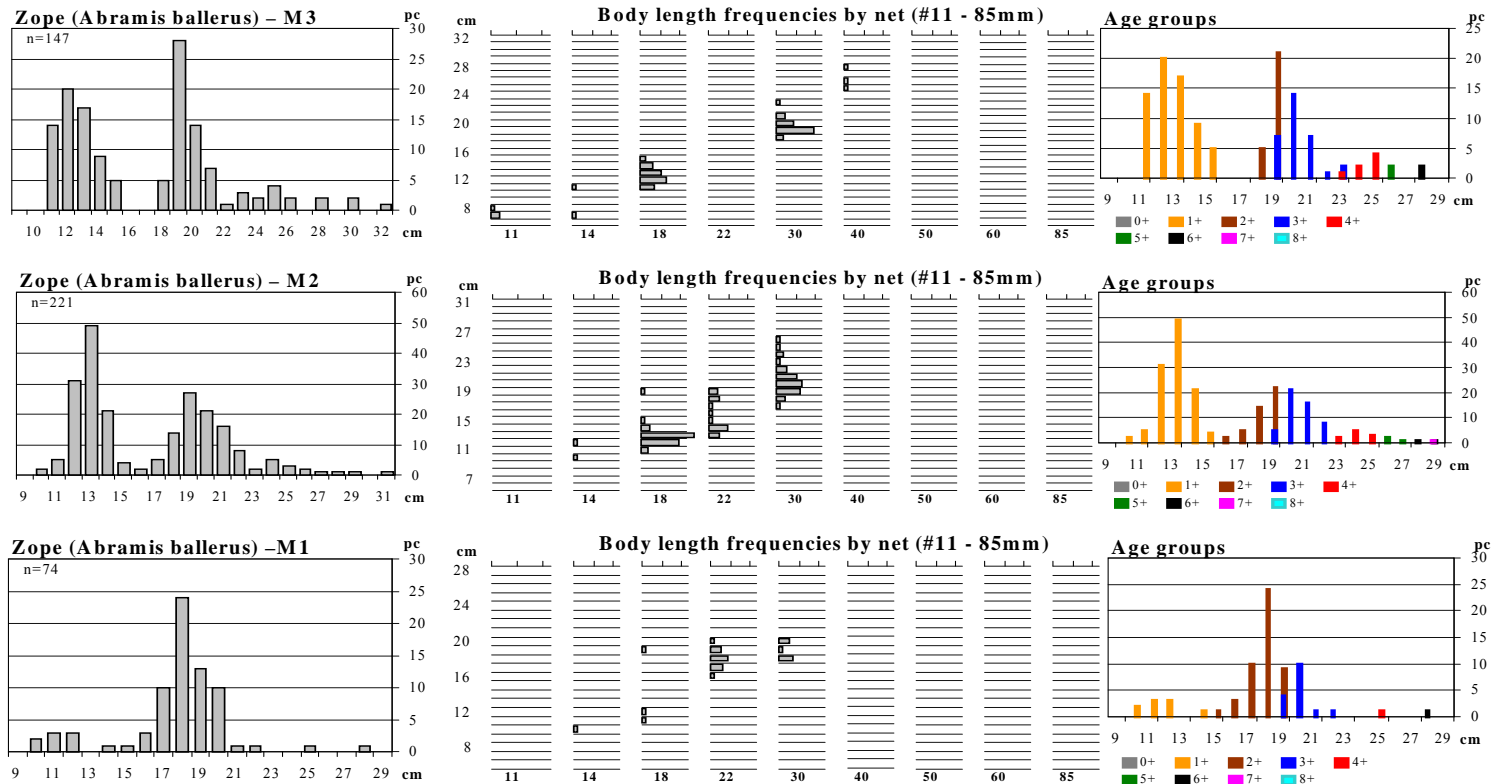 Zope (Abramis ballerus) – M3
pc
n=147
30
25
20
15
10
5
0
10 12 14 16 18 20 22 24 26 28 30 32
cm
Body length frequencies by net (#11 - 85mm)
cm
32
28
24
20
16
12
8
11 14 18 22 30 40 50 60 85
Age groups
pc
25
20
15
10
5
0
9 11 13 15 17 19 21 23 25 27 29
cm
0+ 1+ 2+ 3+ 4+
5+ 6+ 7+ 8+
Zope (Abramis ballerus) – M2
pc
n=221
60
50
40
30
20
10
0
9 11 13 15 17 19 21 23 25 27 29 31
cm
Body length frequencies by net (#11 - 85mm)
cm
31
27
23
19
15
11
7
11 14 18 22 30 40 50 60 85
Age groups
pc
60
50
40
30
20
10
0
9 11 13 15 17 19 21 23 25 27 29
cm
0+ 1+ 2+ 3+ 4+
5+ 6+ 7+ 8+
Zope (Abramis ballerus) –M1
pc
n=74
30
25
20
15
10
5
0
9 11 13 15 17 19 21 23 25 27 29
cm
Body length frequencies by net (#11 - 85mm)
cm
28
24
20
16
12
8
11 14 18 22 30 40 50 60 85
Age groups
pc
30
25
20
15
10
5
0
9 11 13 15 17 19 21 23 25 27 29
cm
0+ 1+ 2+ 3+ 4+
5+ 6+ 7+ 8+